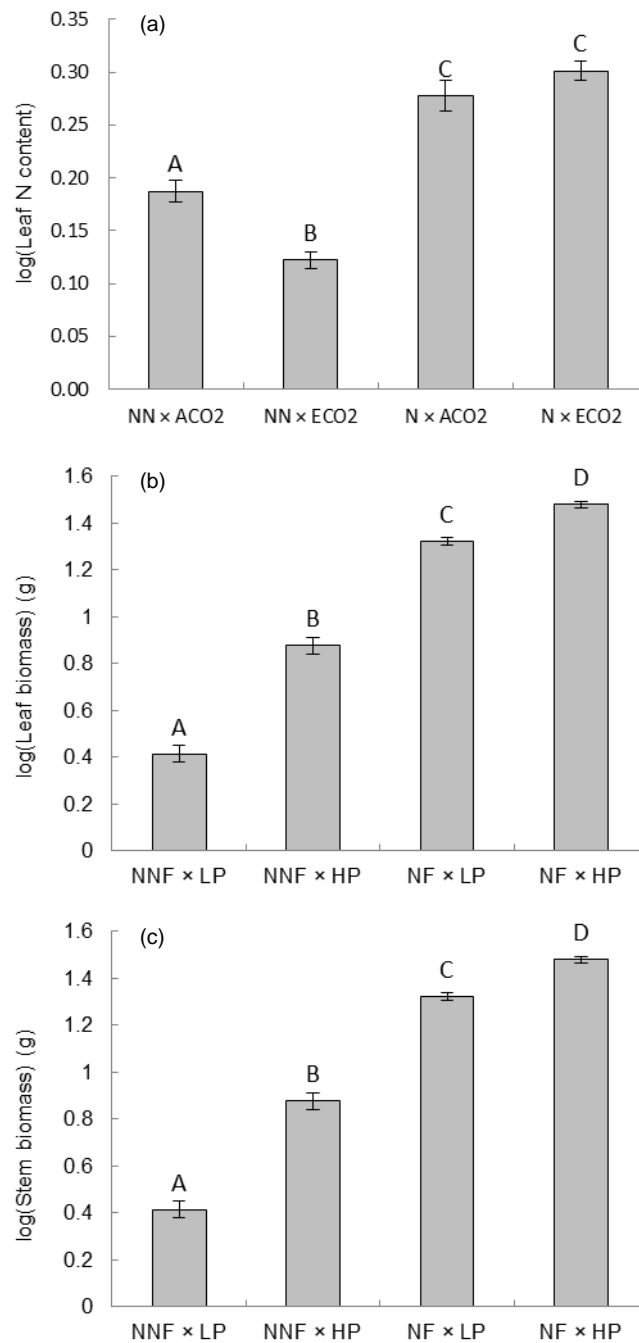 (a)
log(Leaf N content)
0.35
0.30
0.25
0.20
0.15
0.10
0.05
0.00
A
B
C
C
NN × ACO2 NN × ECO2 N × ACO2 N × ECO2
(b)
log(Leaf biomass) (g)
1.6
1.4
1.2
1
0.8
0.6
0.4
0.2
0
A
B
C
D
NNF × LP NNF × HP NF × LP NF × HP
(c)
log(Stem biomass) (g)
1.6
1.4
1.2
1
0.8
0.6
0.4
0.2
0
A
B
C
D
NNF × LP NNF × HP NF × LP NF × HP